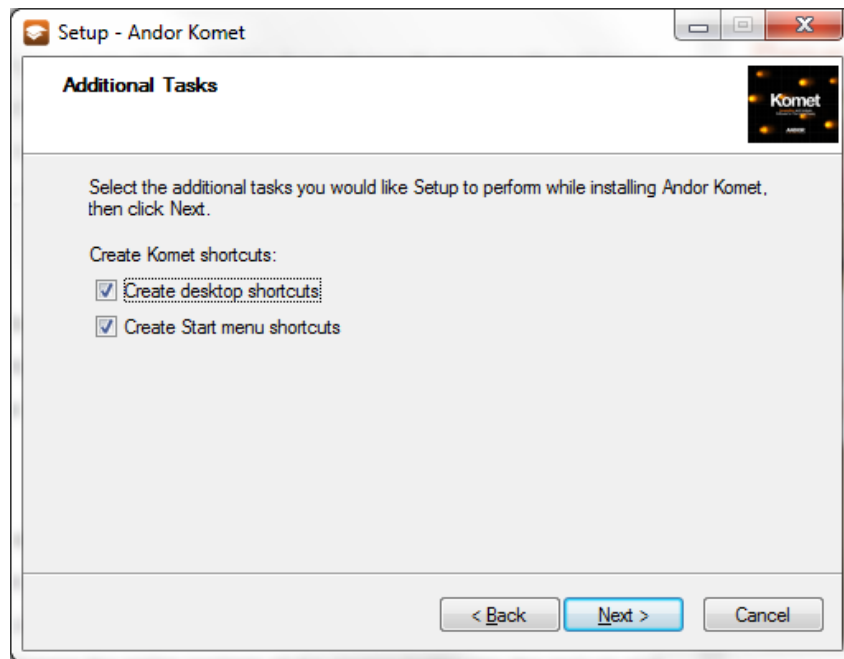 Setup - Andor Komet
Additional Tasks
Komet
ANDOR
Select the additional tasks you would like Setup to perform while installing Andor Komet,
then click Next.
Create Komet shortcuts:
Create desktop shortcuts
Create Start menu shortcuts
< Back
Next >
Cancel